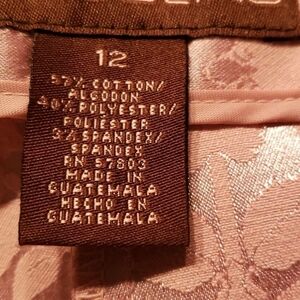 12
57% COTTON/
ALGODON
40% POLYESTER/
POLIESTER
3% SPANDEX/
SPANDEX
RN 57803
MADE IN
GUATEMALA
HECHO EN
GUATEMALA